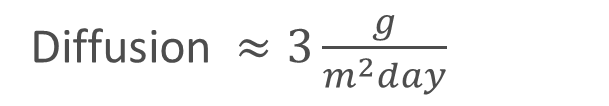 Diffusion ≈ 3 g/m²day